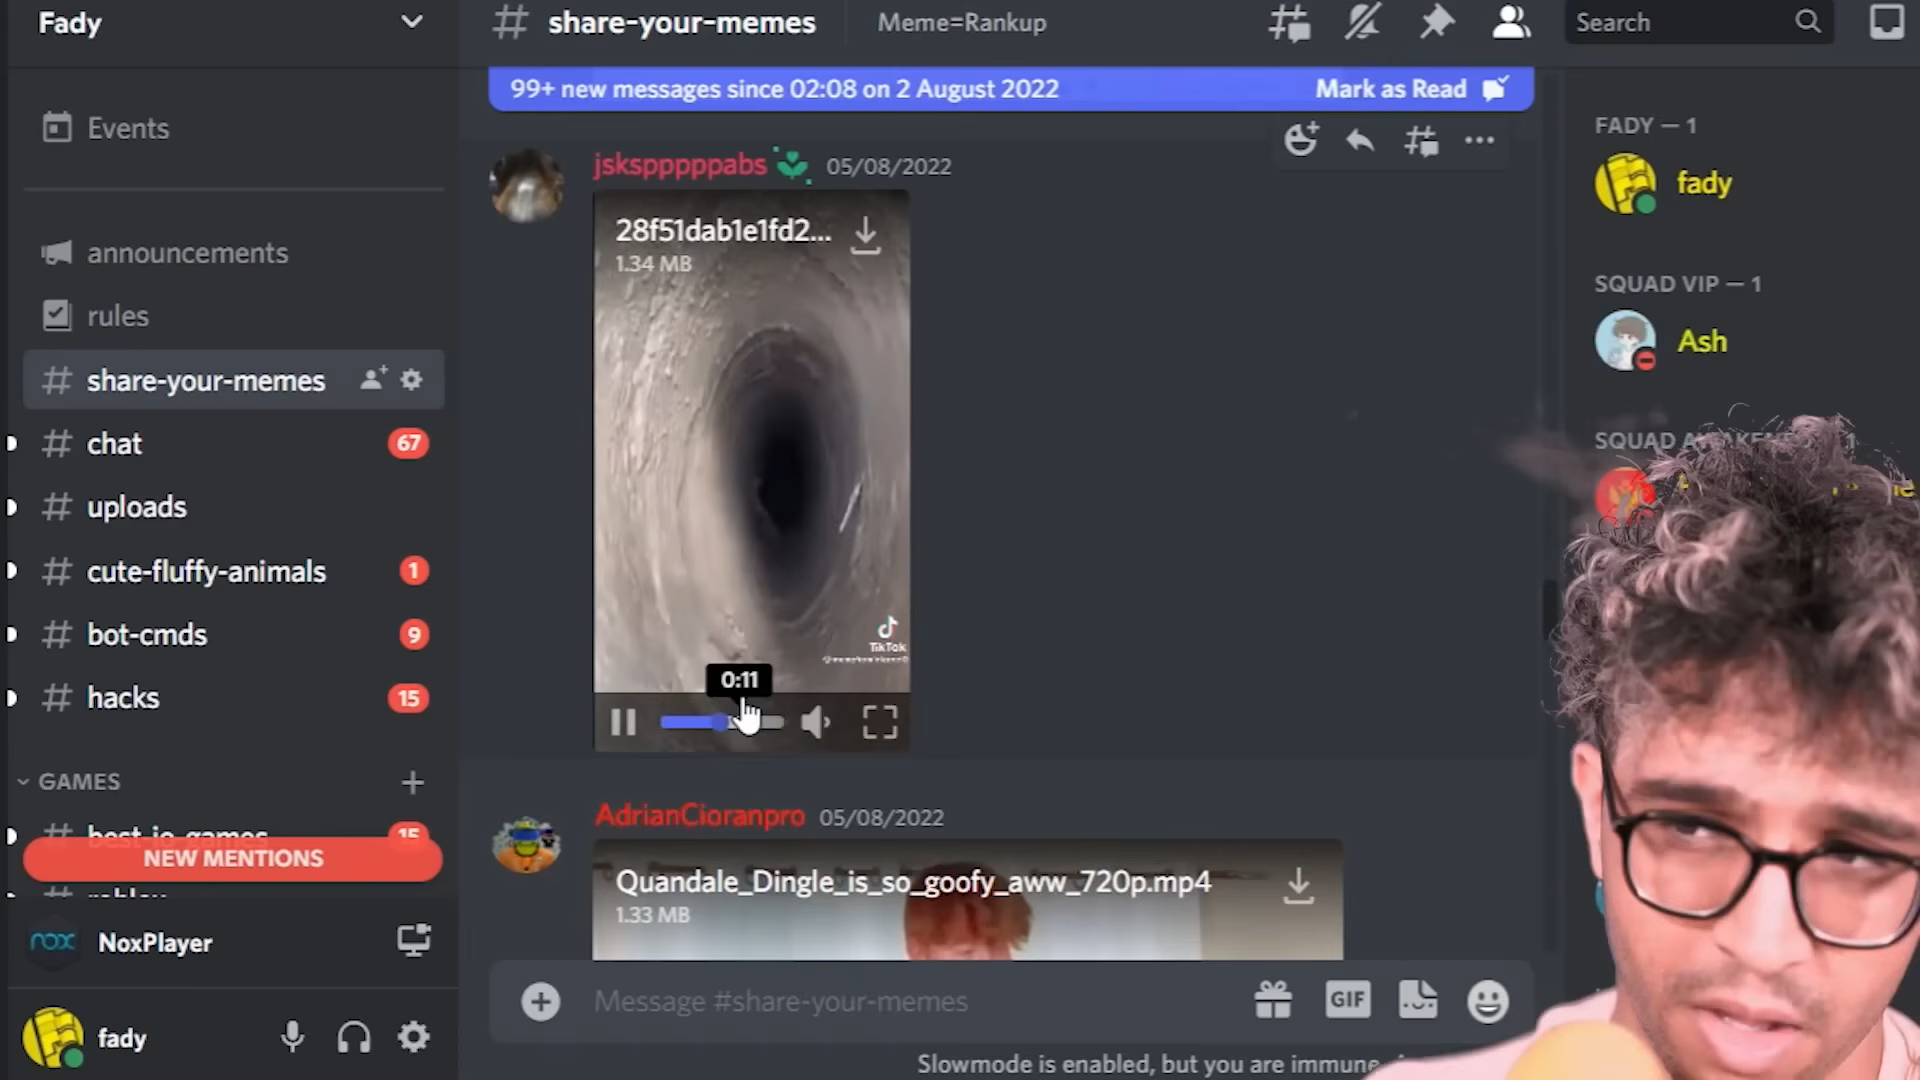 Fady
Events
announcements
rules
share-your-memes
chat
67
uploads
cute-fluffy-animals
1
bot-cmds
9
hacks
15
GAMES
best-io-games
15
NEW MENTIONS
nox
NoxPlayer
fady
share-your-memes
Meme=Rankup
Search
99+ new messages since 02:08 on 2 August 2022
Mark as Read
jskspppppabs
05/08/2022
28f51dab1e1fd2...
1.34 MB
TikTok
0:11
AdrianCioranpro
05/08/2022
Quandale_Dingle_is_so_goofy_aww_720p.mp4
1.33 MB
Message #share-your-memes
GIF
Slowmode is enabled, but you are immune
FADY — 1
fady
SQUAD VIP — 1
Ash
SQUAD